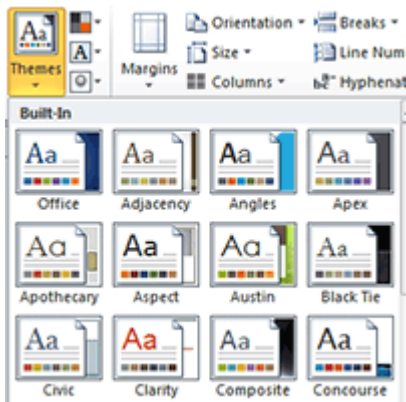 Aa
Themes
A
Margins
Orientation
Size
Columns
Breaks
Line Num
Hyphenat
Built-In
Aa Aa Aa Aa
Office Adjacency Angles Apex
Aa Aa Aa Aa
Apothecary Aspect Austin Black Tie
Aa Aa Aa Aa
Civic Clarity Composite Concourse